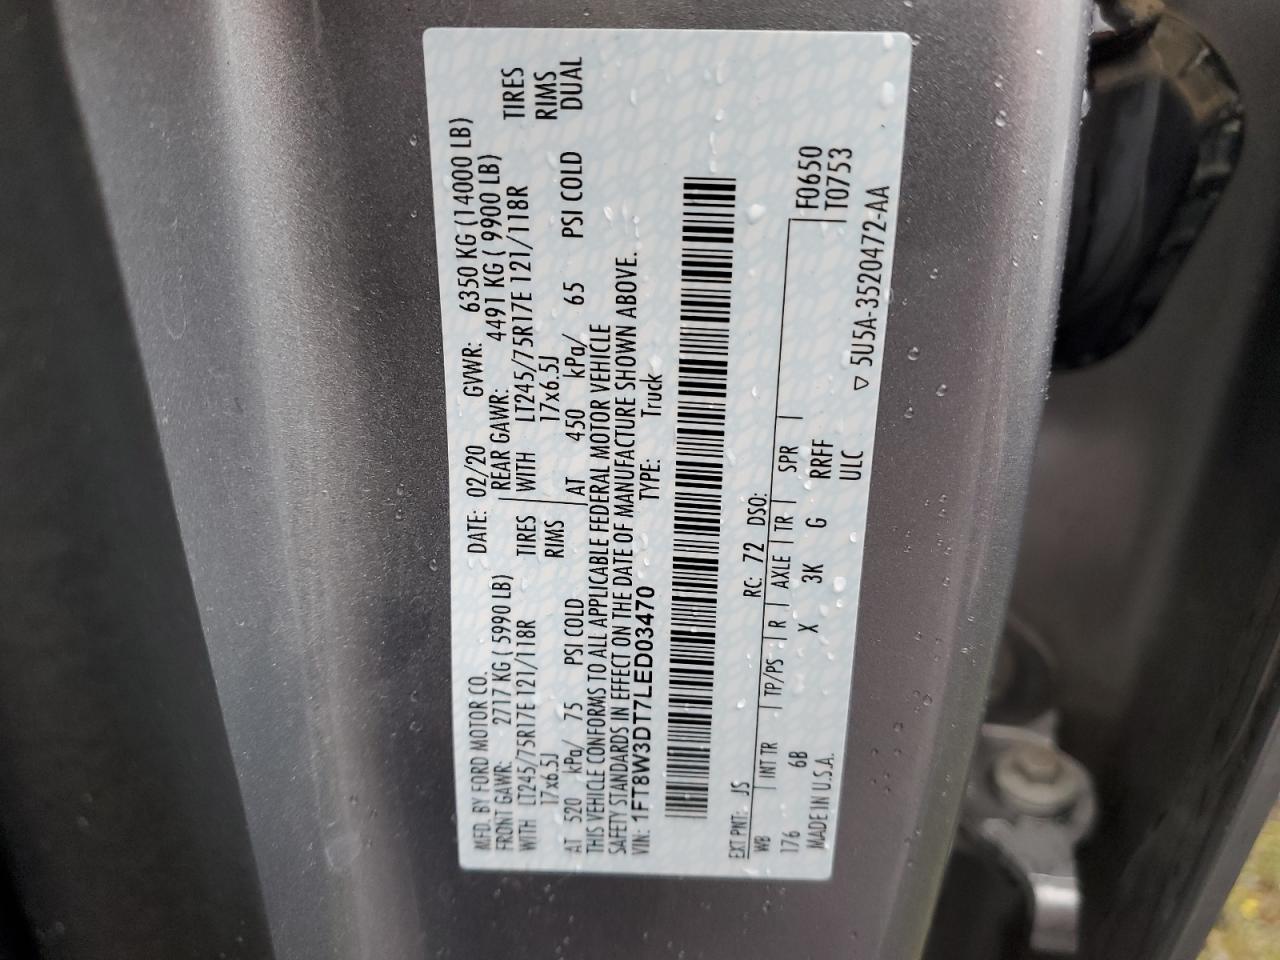 MFD. BY FORD MOTOR CO. DATE: 02/20 GVWR: 6350 KG (14000 LB)
FRONT GAWR: 2717 KG ( 5990 LB) REAR GAWR: 4491 KG ( 9900 LB)
WITH LT245/75R17E 121/118R TIRES WITH LT245/75R17E 121/118R TIRES
17x6.5J RIMS 17x6.5J RIMS
AT 520 kPa/ 75 PSI COLD AT 450 kPa/ 65 PSI COLD DUAL
THIS VEHICLE CONFORMS TO ALL APPLICABLE FEDERAL MOTOR VEHICLE
SAFETY STANDARDS IN EFFECT ON THE DATE OF MANUFACTURE SHOWN ABOVE.
VIN: 1FT8W3DT7LED03470 TYPE: Truck
EXT PNT: JS RC: 72 DSO:
WB INT TR TP/PS R AXLE TR SPR F0650
176 6B X 3K G RRFF T0753
MADE IN U.S.A. ULC ▽ 5U5A-3520472-AA